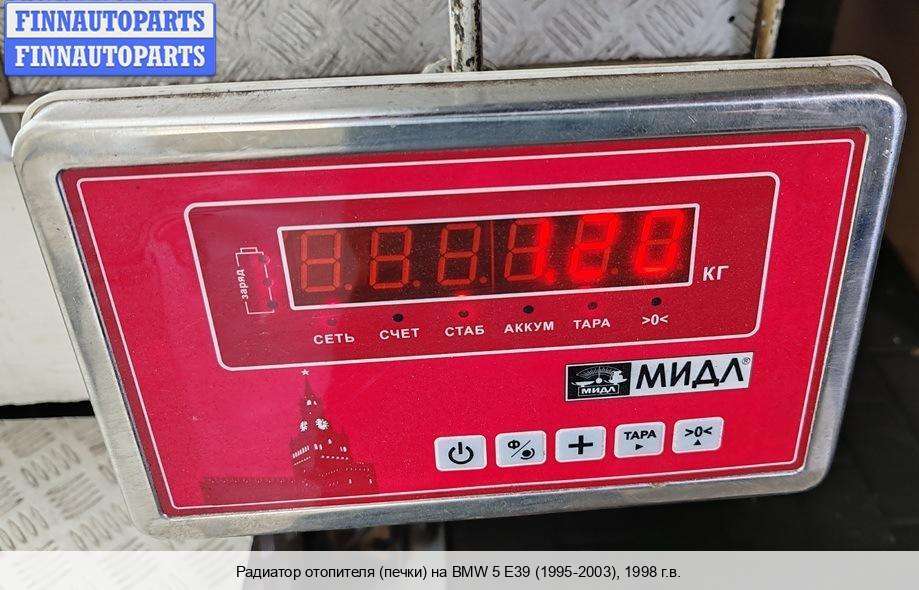 FINNAUTOPARTS
FINNAUTOPARTS
1.20
КГ
заряд
СЕТЬ СЧЕТ СТАБ АККУМ ТАРА >0<
МИДЛ МИДЛ®
Ф/ + ТАРА >0<
Радиатор отопителя (печки) на BMW 5 E39 (1995-2003), 1998 г.в.